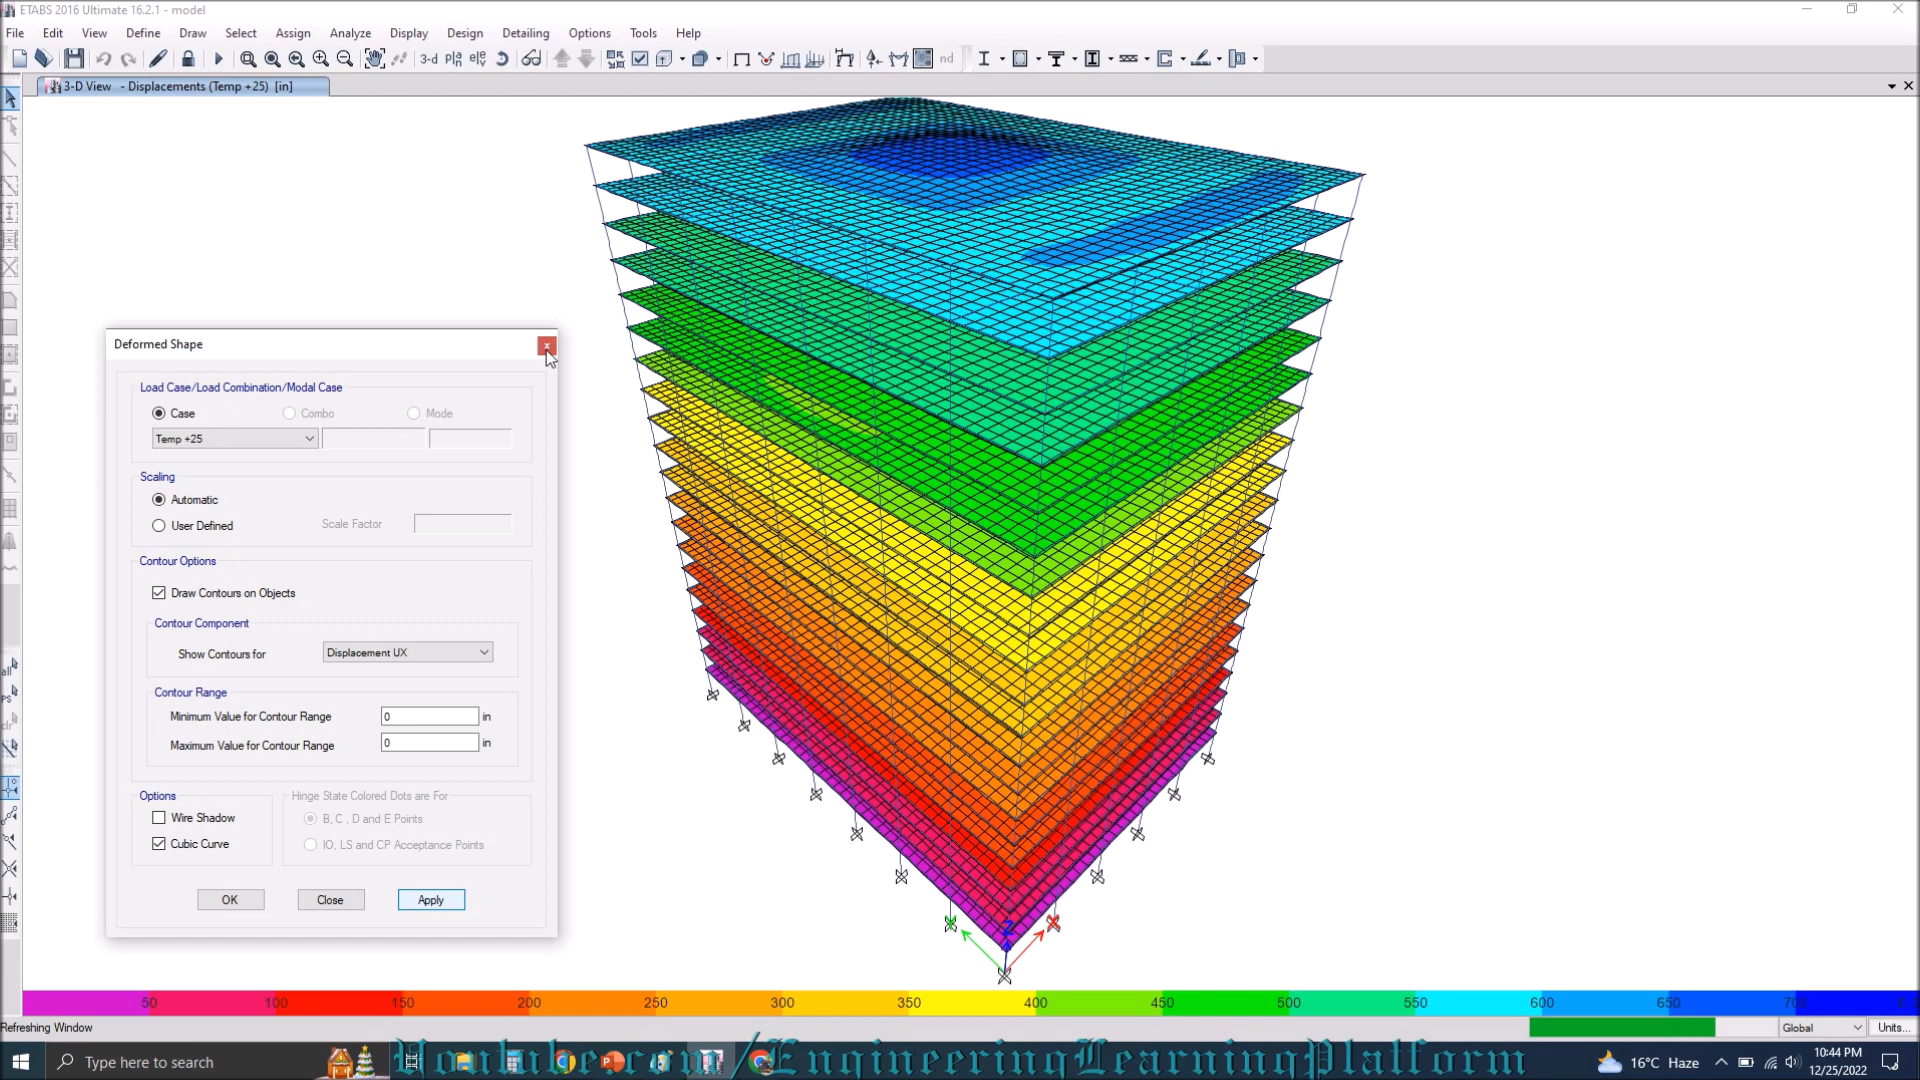 ETABS 2016 Ultimate 16.2.1 - model
File Edit View Define Draw Select Assign Analyze Display Design Detailing Options Tools Help
3-d nd
3-D View - Displacements (Temp +25) [in]
Deformed Shape
Load Case/Load Combination/Modal Case
Case Combo Mode
Temp +25
Scaling
Automatic
User Defined Scale Factor
Contour Options
Draw Contours on Objects
Contour Component
Show Contours for Displacement UX
Contour Range
Minimum Value for Contour Range 0 in
Maximum Value for Contour Range 0 in
Options
Hinge State Colored Dots are For
Wire Shadow B, C , D and E Points
Cubic Curve IO, LS and CP Acceptance Points
OK Close Apply
Z
50 100 150 200 250 300 350 400 450 500 550 600 650
Refreshing Window Global Units...
Type here to search
Youtube.com/EngineeringLearningPlatform
16°C Haze
10:44 PM
12/25/2022